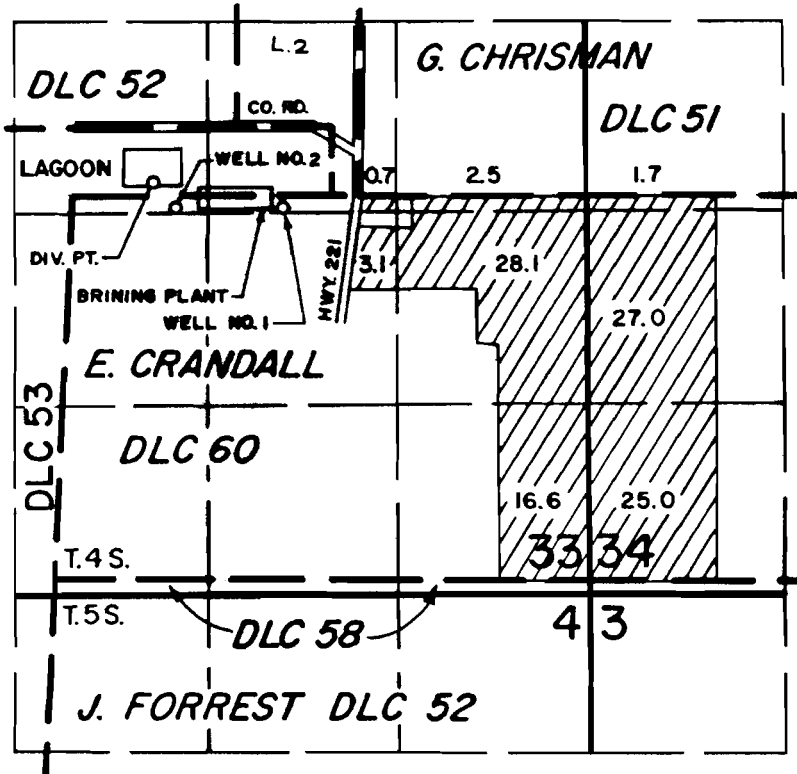 L.2
G. CHRISMAN
DLC 52
CO. RD.
DLC 51
LAGOON
WELL NO. 2
0.7
2.5
1.7
DIV. PT.
3.1
28.1
BRINING PLANT
HWY. 221
WELL NO. 1
27.0
E. CRANDALL
DLC 53
DLC 60
16.6
25.0
33 34
T.4 S.
T.5S.
DLC 58
4 3
J. FORREST DLC 52